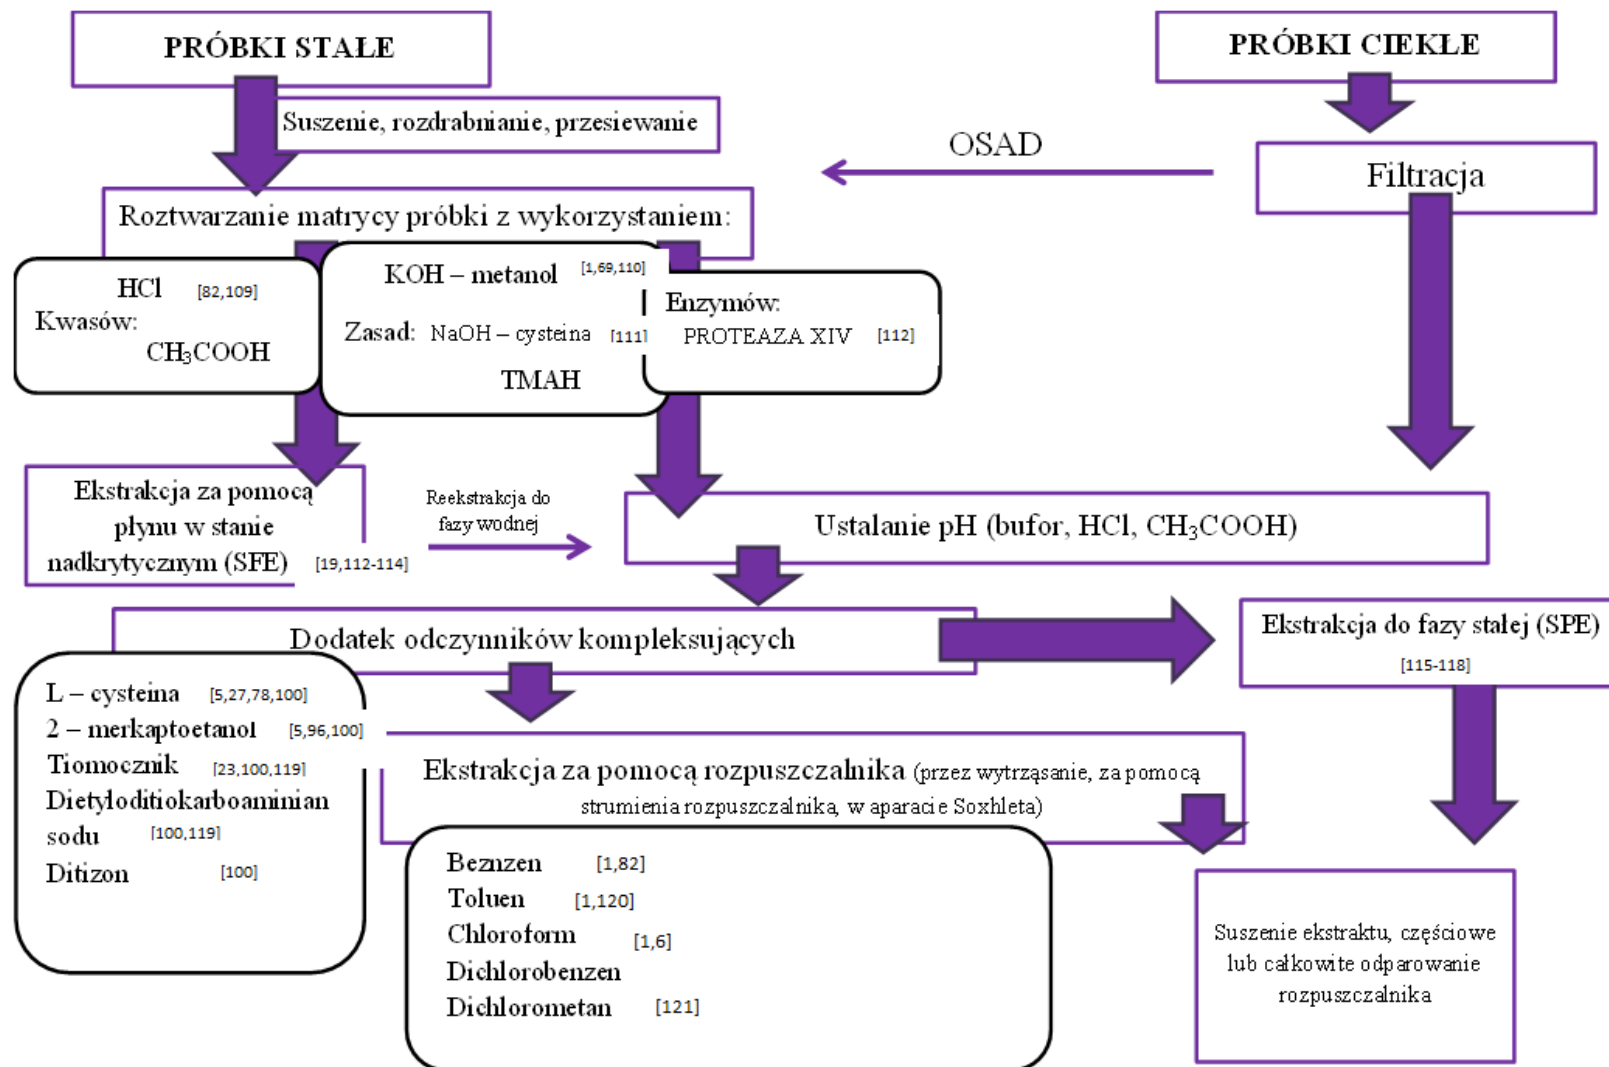 PRÓBKI STAŁE
PRÓBKI CIEKŁE
Suszenie, rozdrabnianie, przesiewanie
OSAD
Filtracja
Roztwarzanie matrycy próbki z wykorzystaniem:
HCl [82,109]
Kwasów:
CH₃COOH
KOH – metanol [1,69,110]
Zasad: NaOH – cysteina [111]
TMAH
Enzymów:
PROTEAZA XIV [112]
Ekstrakcja za pomocą
płynu w stanie
nadkrytycznym (SFE) [19,112-114]
Reekstrakcja do
fazy wodnej
Ustalanie pH (bufor, HCl, CH₃COOH)
Dodatek odczynników kompleksujących
Ekstrakcja do fazy stałej (SPE)
[115-118]
L – cysteina [5,27,78,100]
2 – merkaptoetanol [5,96,100]
Tiomocznik [23,100,119]
Dietyloditiokarboaminian
sodu [100,119]
Ditizon [100]
Ekstrakcja za pomocą rozpuszczalnika (przez wytrząsanie, za pomocą
strumienia rozpuszczalnika, w aparacie Soxhleta)
Beznzen [1,82]
Toluen [1,120]
Chloroform [1,6]
Dichlorobenzen
Dichlorometan [121]
Suszenie ekstraktu, częściowe
lub całkowite odparowanie
rozpuszczalnika